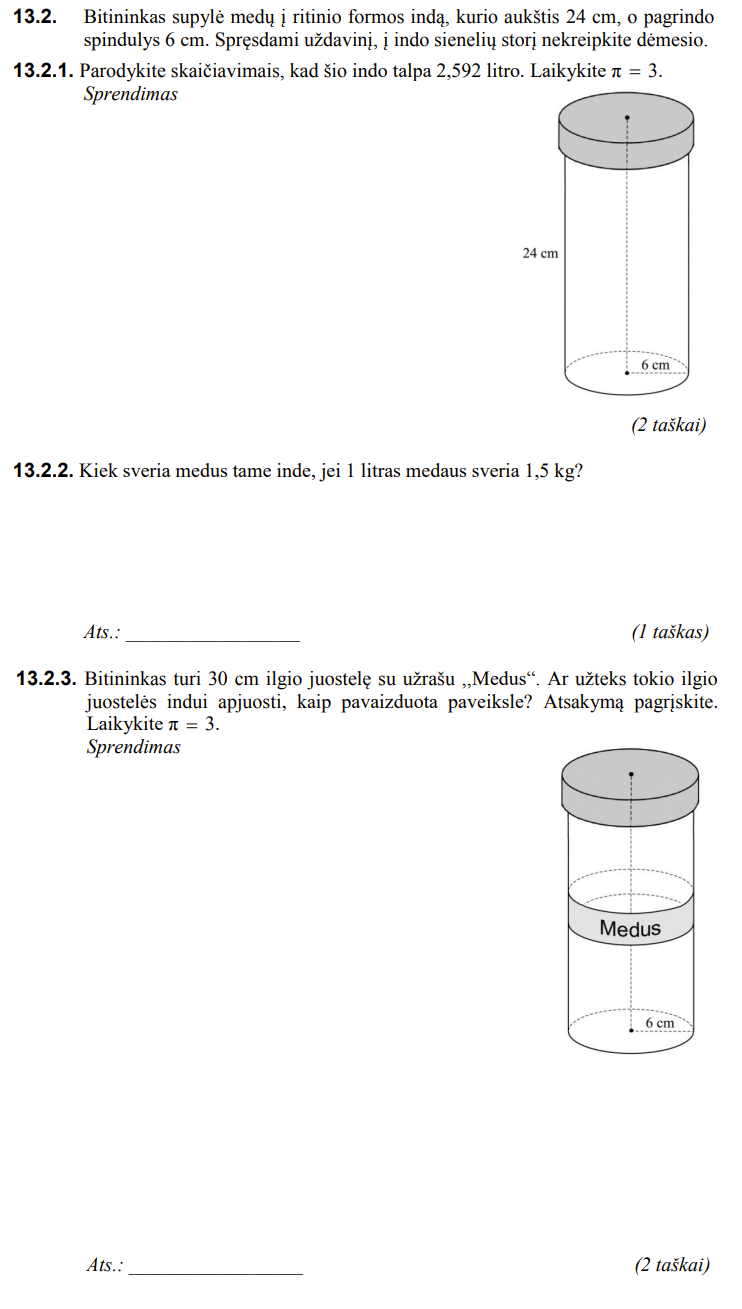 13.2. Bitininkas supylė medų į ritinio formos indą, kurio aukštis 24 cm, o pagrindo
spindulys 6 cm. Spręsdami uždavinį, į indo sienelių storį nekreipkite dėmesio.
13.2.1. Parodykite skaičiavimais, kad šio indo talpa 2,592 litro. Laikykite π = 3.
Sprendimas
24 cm
6 cm
(2 taškai)
13.2.2. Kiek sveria medus tame inde, jei 1 litras medaus sveria 1,5 kg?
Ats.: __________________ (1 taškas)
13.2.3. Bitininkas turi 30 cm ilgio juostelę su užrašu ,,Medus“. Ar užteks tokio ilgio
juostelės indui apjuosti, kaip pavaizduota paveiksle? Atsakymą pagrįskite.
Laikykite π = 3.
Sprendimas
Medus
6 cm
Ats.: __________________ (2 taškai)